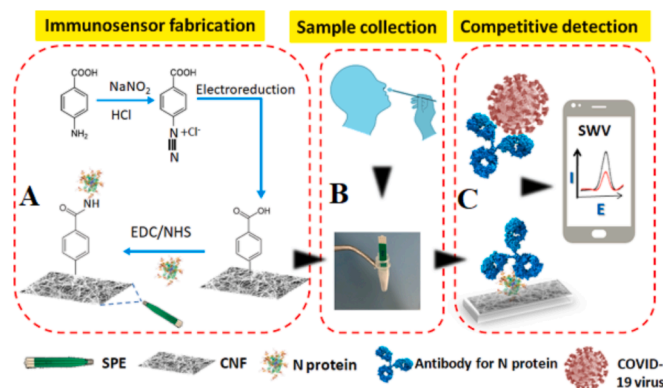 Immunosensor fabrication
Sample collection
Competitive detection
COOH
NH₂
NaNO₂
HCl
COOH
N
+Cl⁻
N
Electroreduction
A
O
NH
EDC/NHS
O
OH
B
C
SWV
I
E
SPE
CNF
N protein
Antibody for N protein
COVID-
19 virus